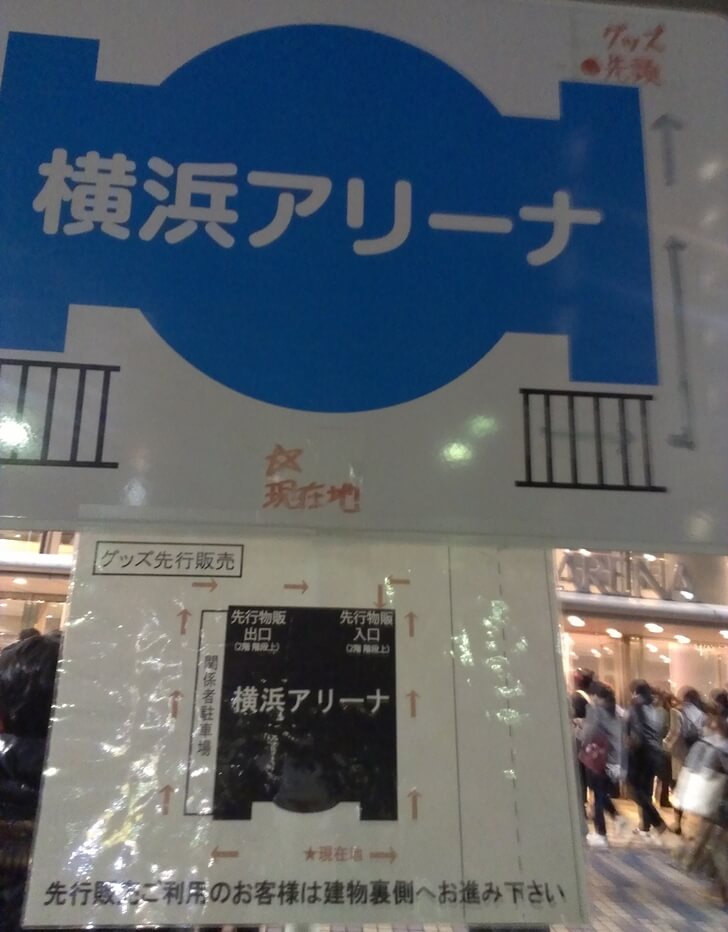 グッズ
●先頭
横浜アリーナ
☆
現在地
ARENA
グッズ先行販売
先行物販
出口
(2階 階段上)
先行物販
入口
(2階 階段上)
関係者駐車場
横浜アリーナ
★現在地
先行販売ご利用のお客様は建物裏側へお進み下さい